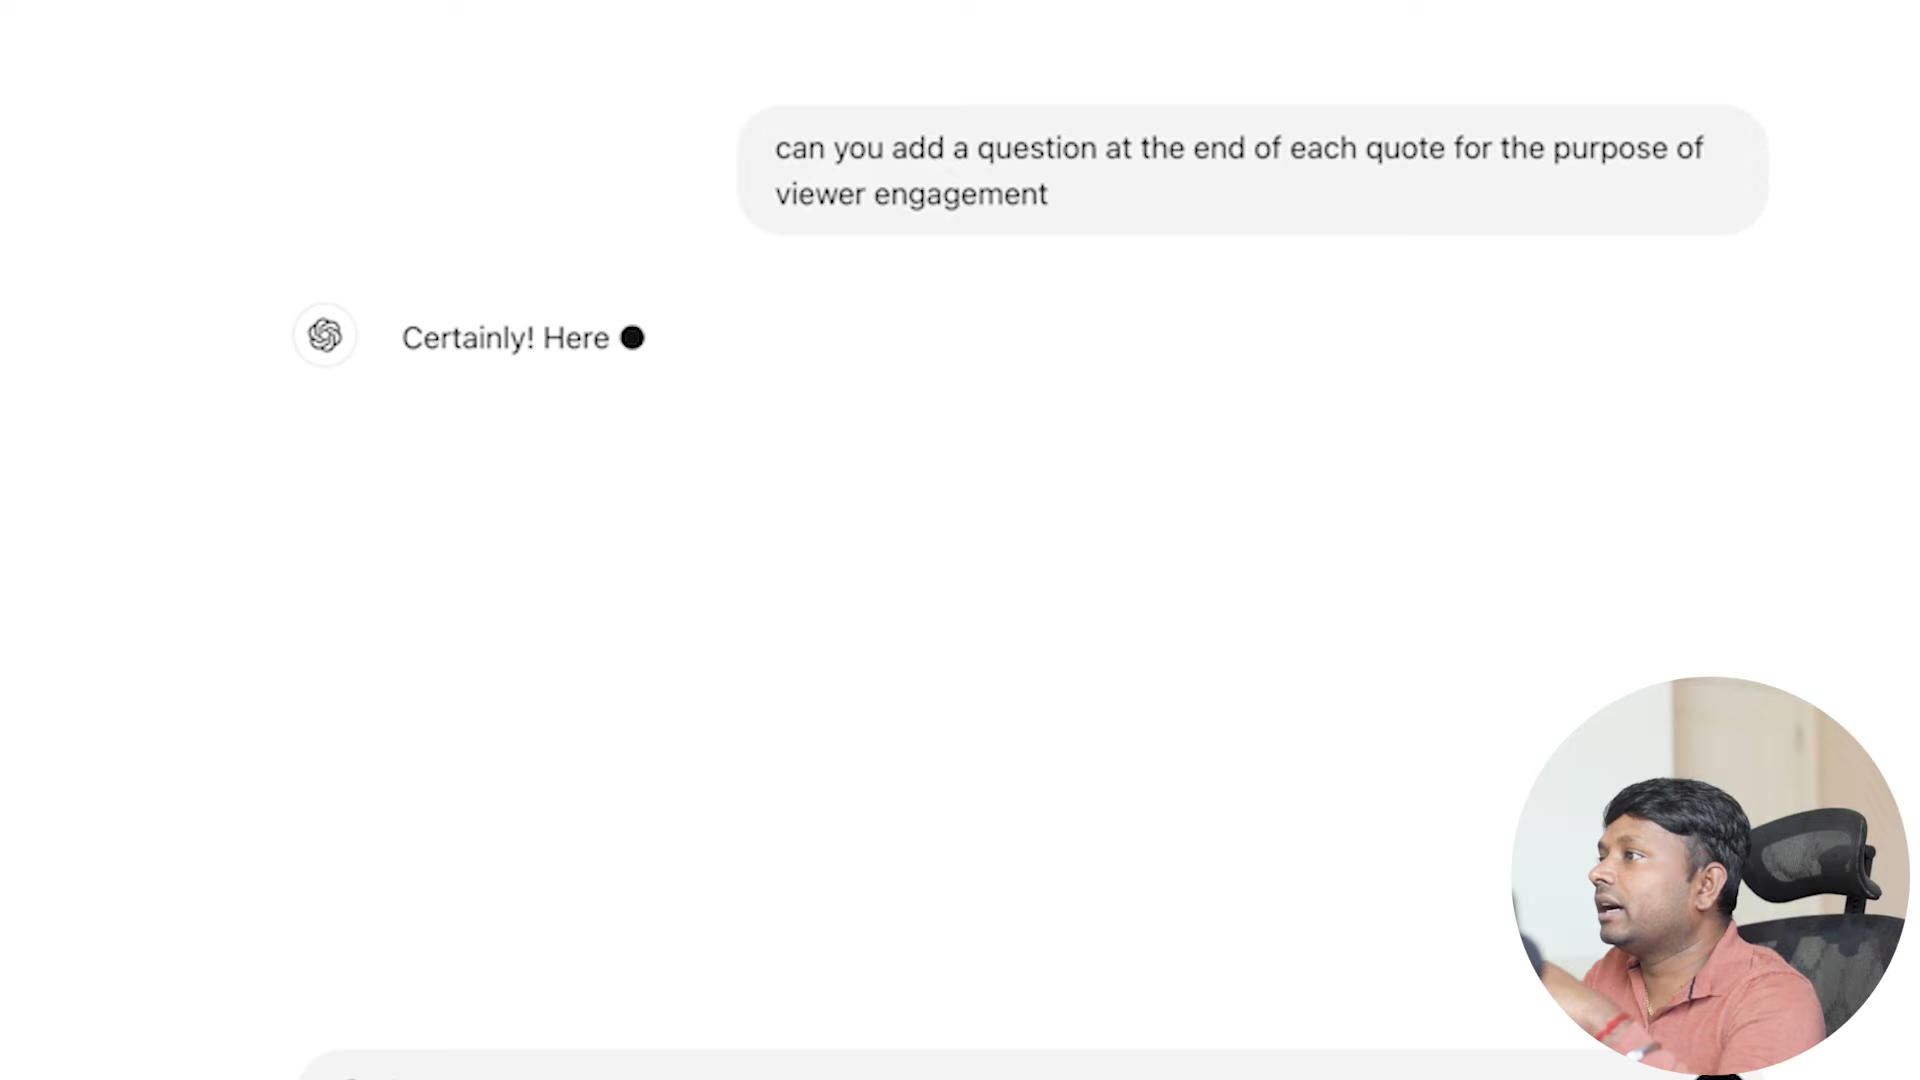 can you add a question at the end of each quote for the purpose of
viewer engagement
Certainly! Here